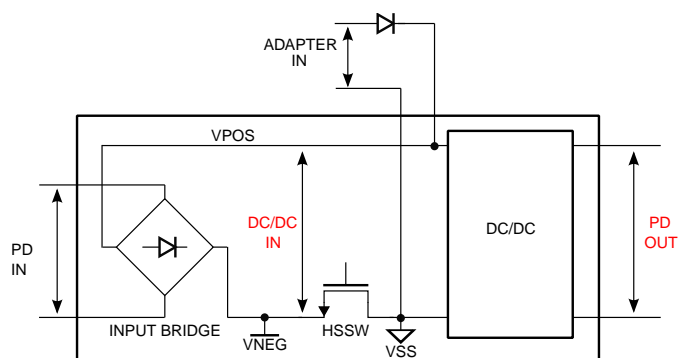 ADAPTER
IN
VPOS
PD
IN
DC/DC
IN
DC/DC
PD
OUT
INPUT BRIDGE
VNEG
HSSW
VSS